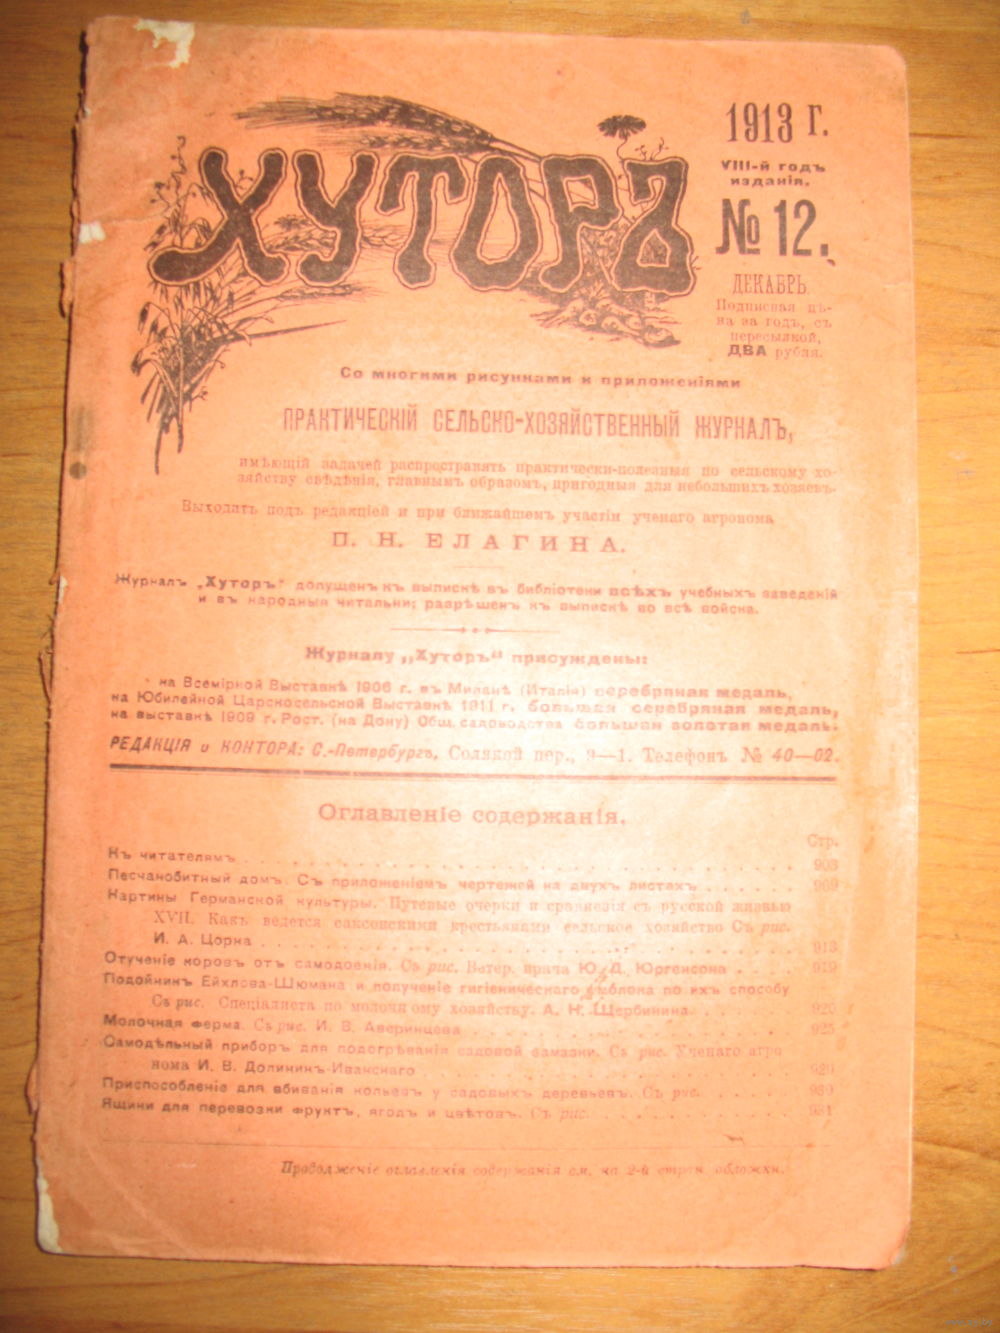 ХУТОРЪ
1913 Г.
VIII-й годъ
изданія.
№ 12.
ДЕКАБРЬ.
Подписная цѣ-
на за годъ, съ
пересылкой,
ДВА рубля.
Со многими рисунками и приложеніями
ПРАКТИЧЕСКІЙ СЕЛЬСКО-ХОЗЯЙСТВЕННЫЙ ЖУРНАЛЪ,
имѣющій задачей распространять практически-полезныя по сельскому хо-
зяйству свѣдѣнія, главнымъ образомъ, пригодныя для небольшихъ хозяевъ.
Выходитъ подъ редакціей и при ближайшемъ участіи ученаго агронома
П. Н. ЕЛАГИНА.
Журналъ „Хуторъ“ допущенъ къ выпискѣ въ библіотеки всѣхъ учебныхъ заведеній
и въ народныя читальни; разрѣшенъ къ выпискѣ во всѣ войска.
Журналу „Хуторъ“ присуждены:
на Всемірной Выставкѣ 1906 г. въ Миланѣ (Италія) серебряная медаль,
на Юбилейной Царскосельской Выставкѣ 1911 г. большая серебряная медаль,
на выставкѣ 1909 г. Рост. (на Дону) Общ. садоводства большая золотая медаль.
РЕДАКЦІЯ и КОНТОРА: С.-Петербургъ, Соляной пер., 9—1. Телефонъ № 40—02.
Оглавленіе содержанія.
Стр.
Къ читателямъ . . . 903
Песчанобитный домъ. Съ приложеніемъ чертежей на двухъ листахъ . . . 909
Картины Германской культуры. Путевые очерки и сравненія съ русской жизнью
XVII. Какъ ведется саксонскими крестьянами сельское хозяйство Съ рис.
И. А. Цорна . . . 913
Отученіе коровъ отъ самодоенія. Съ рис. Ветер. врача Ю. Д. Юргенсона . . . 919
Подойникъ Ейхлова-Шюмана и полученіе гигіеническаго молока по ихъ способу
Съ рис. Спеціалиста по молочному хозяйству. А. Н. Щербинина . . . 920
Молочная ферма. Съ рис. И. В. Аверинцева . . . 925
Самодѣльный приборъ для подогрѣванія садовой замазки. Съ рис. Ученаго агро
нома И. В. Долининъ-Иванскаго . . . 929
Приспособленіе для вбиванія кольевъ у садовыхъ деревьевъ. Съ рис. . . . 930
Ящики для перевозки фруктъ, ягодъ и цвѣтовъ. Съ рис. . . . 931
Продолженіе оглавленія содержанія см. на 2-й стран. обложки.